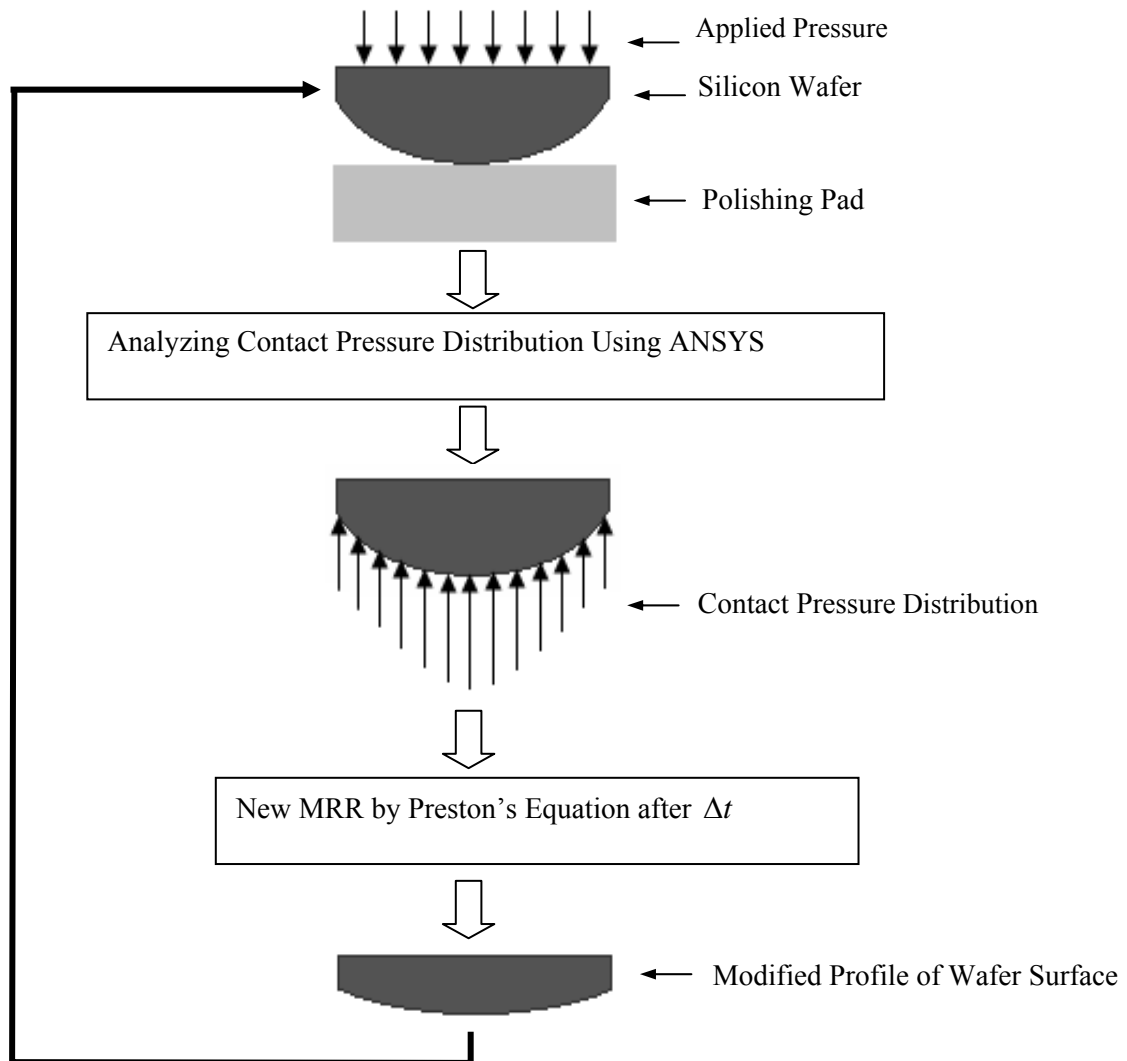 Applied Pressure
Silicon Wafer
Polishing Pad
Analyzing Contact Pressure Distribution Using ANSYS
Contact Pressure Distribution
New MRR by Preston’s Equation after Δt
Modified Profile of Wafer Surface